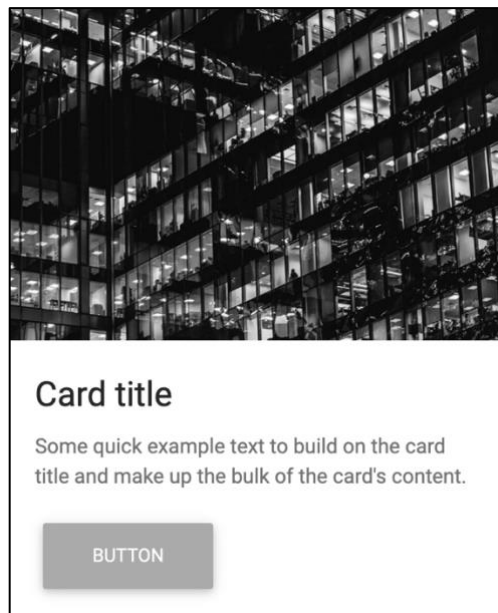 Card title
Some quick example text to build on the card
title and make up the bulk of the card's content.
BUTTON